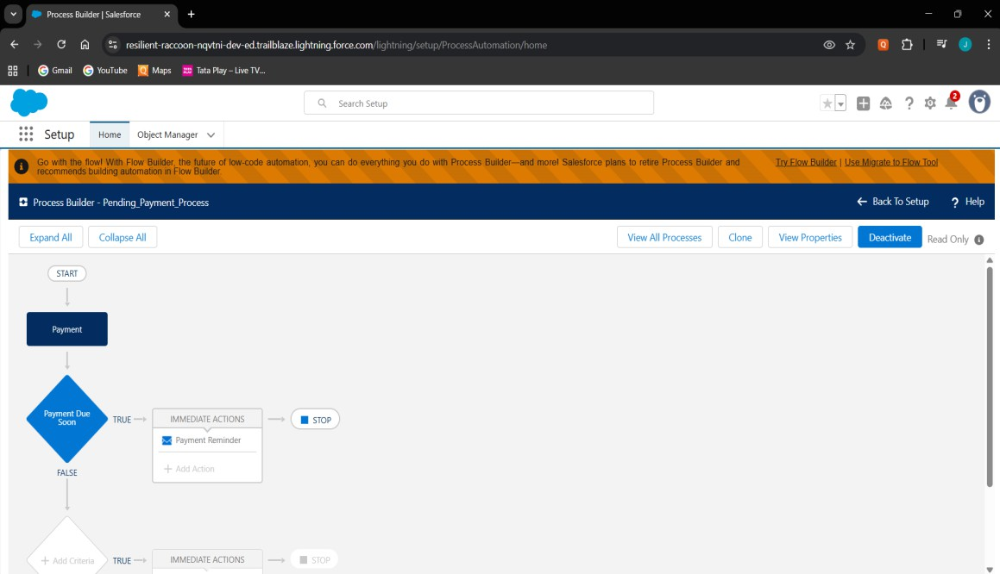 Process Builder | Salesforce
resilient-raccoon-nqvtni-dev-ed.trailblaze.lightning.force.com/lightning/setup/ProcessAutomation/home
Q
J
Gmail
YouTube
Maps
Tata Play – Live TV...
Search Setup
2
Setup
Home
Object Manager
Go with the flow! With Flow Builder, the future of low-code automation, you can do everything you do with Process Builder—and more! Salesforce plans to retire Process Builder and
recommends building automation in Flow Builder.
Try Flow Builder | Use Migrate to Flow Tool
Process Builder - Pending_Payment_Process
Back To Setup
? Help
Expand All
Collapse All
View All Processes
Clone
View Properties
Deactivate
Read Only
START
Payment
Payment Due
Soon
TRUE
IMMEDIATE ACTIONS
STOP
Payment Reminder
+ Add Action
FALSE
+ Add Criteria
TRUE
IMMEDIATE ACTIONS
STOP